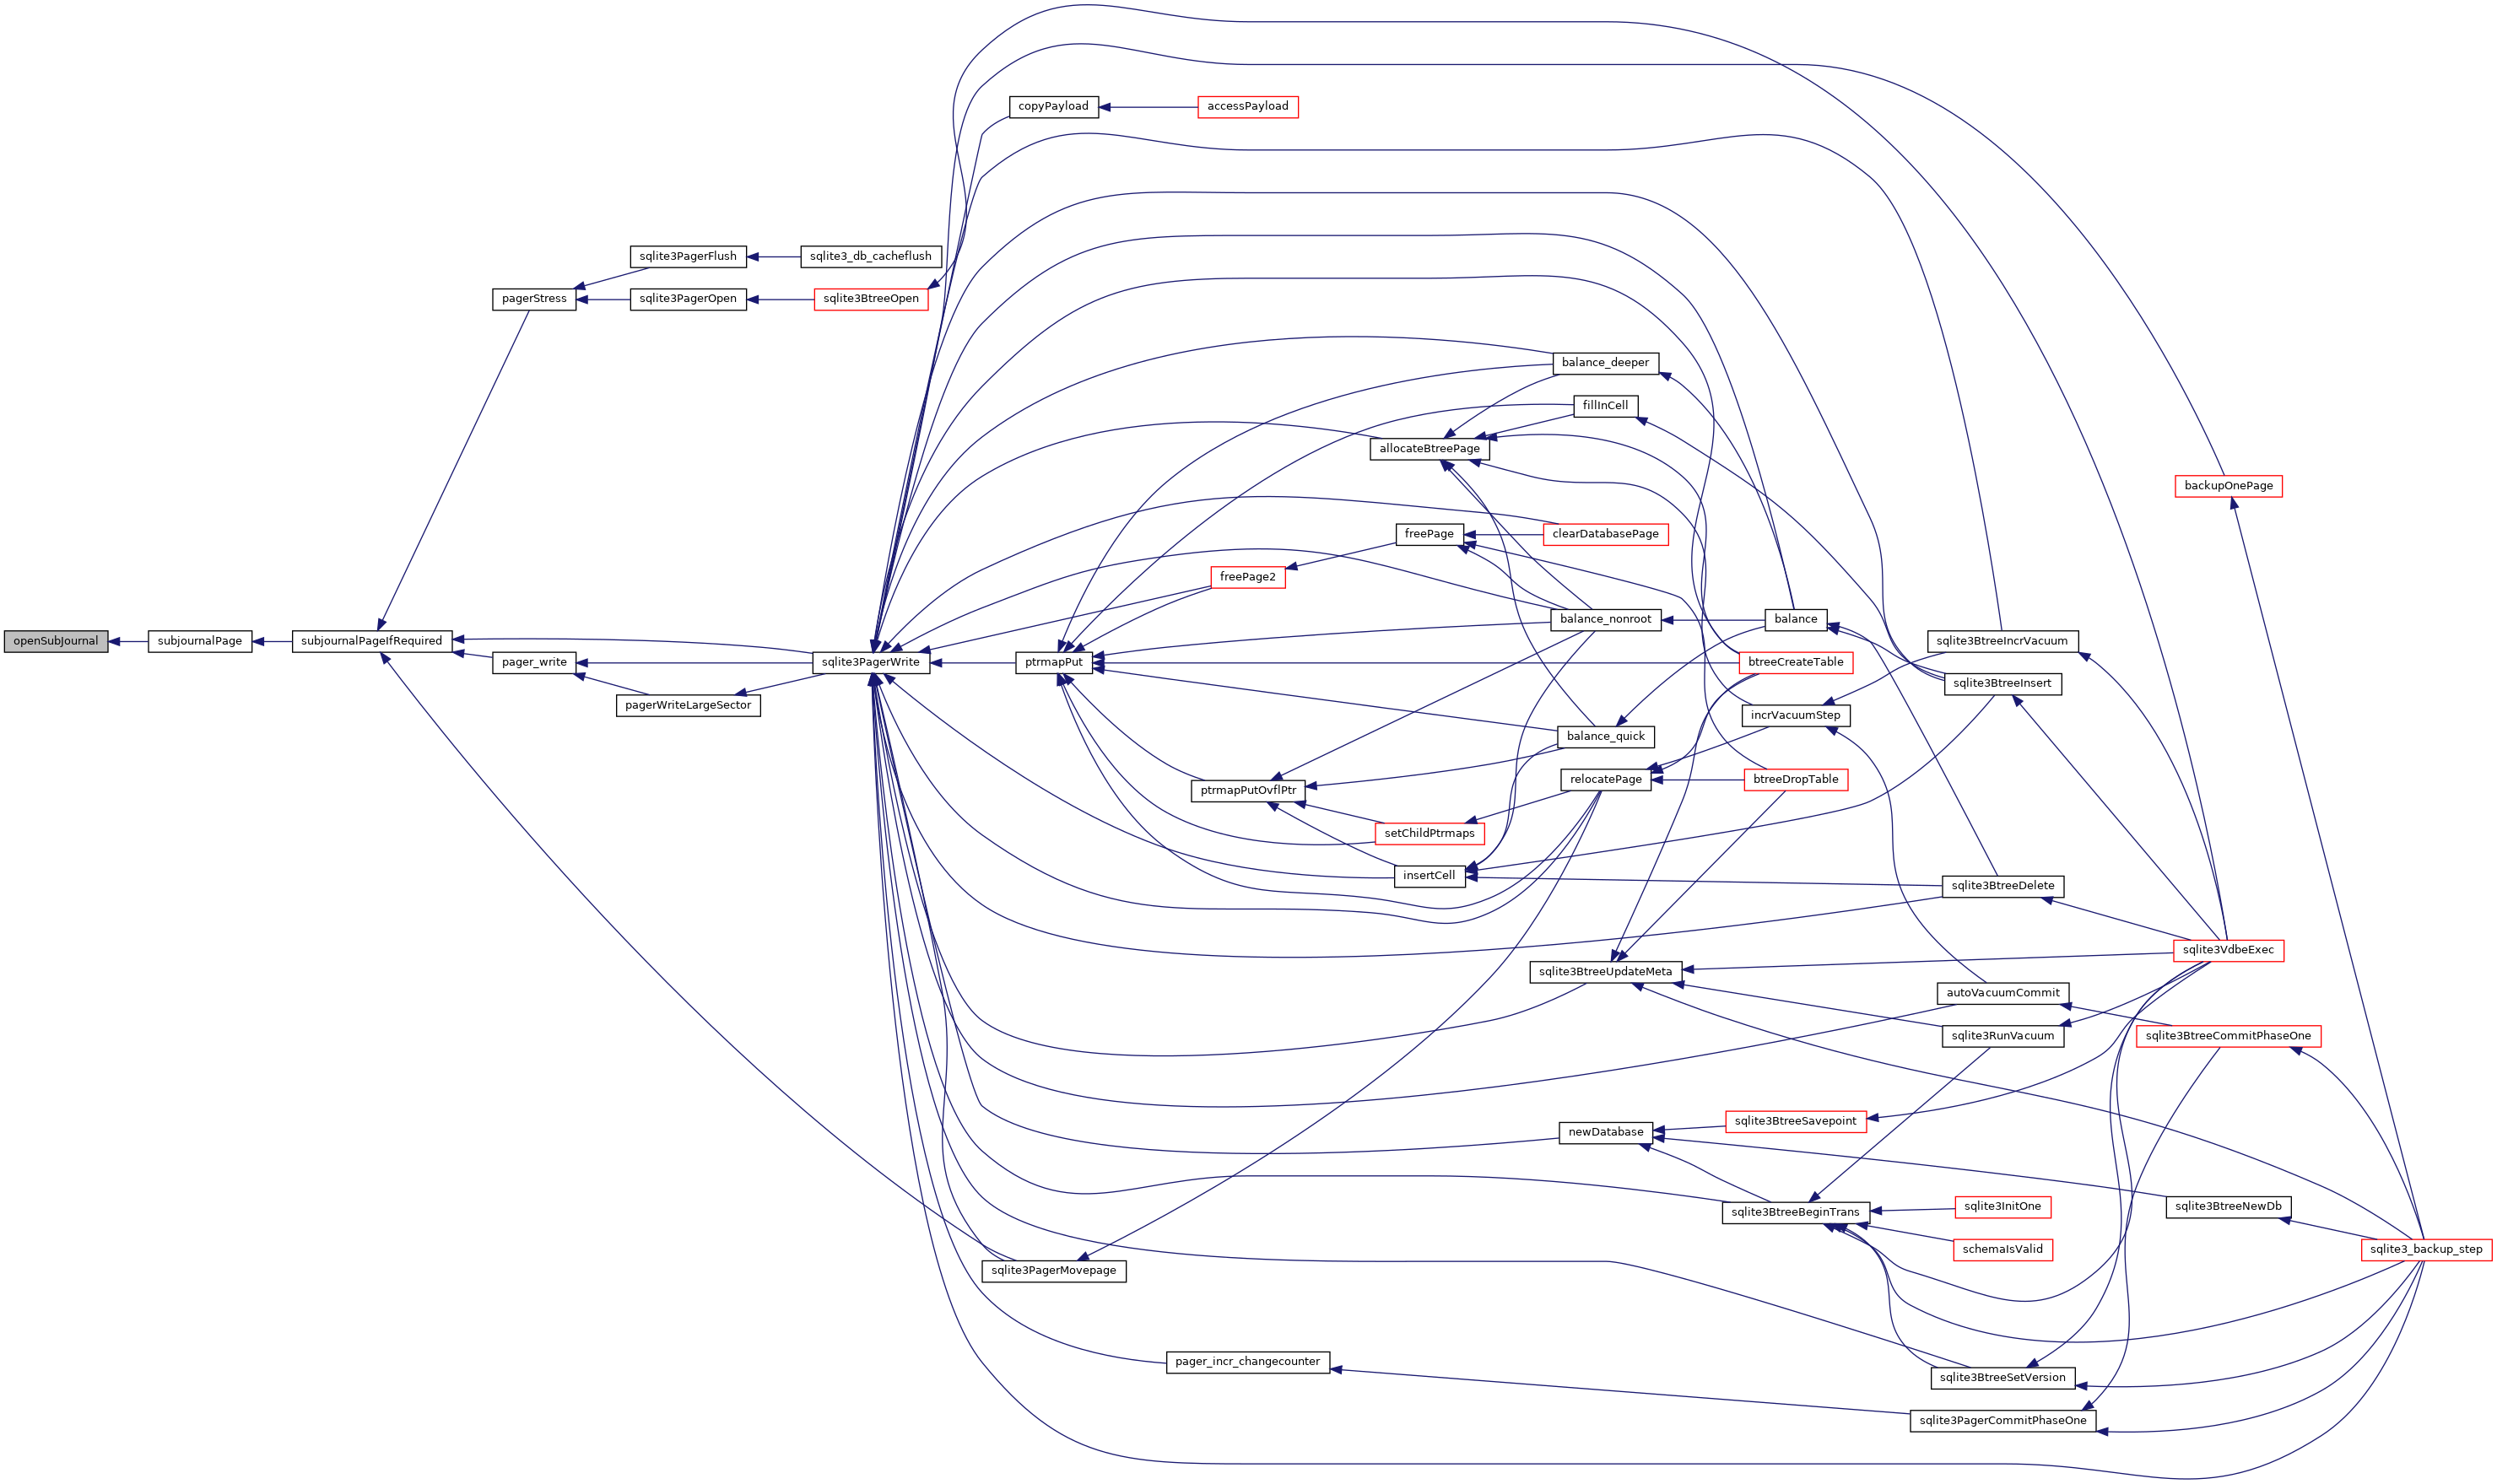 openSubJournal
subjournalPage
subjournalPageIfRequired
pagerStress
pager_write
sqlite3PagerFlush
sqlite3PagerOpen
pagerWriteLargeSector
sqlite3_db_cacheflush
sqlite3BtreeOpen
sqlite3PagerWrite
copyPayload
accessPayload
ptrmapPut
sqlite3PagerMovepage
freePage2
ptrmapPutOvflPtr
pager_incr_changecounter
allocateBtreePage
freePage
setChildPtrmaps
insertCell
balance_deeper
fillInCell
clearDatabasePage
balance_nonroot
balance_quick
relocatePage
sqlite3BtreeUpdateMeta
newDatabase
balance
btreeCreateTable
incrVacuumStep
btreeDropTable
sqlite3BtreeSavepoint
sqlite3BtreeBeginTrans
sqlite3BtreeIncrVacuum
sqlite3BtreeInsert
sqlite3BtreeDelete
autoVacuumCommit
sqlite3RunVacuum
sqlite3InitOne
schemaIsValid
sqlite3BtreeSetVersion
sqlite3PagerCommitPhaseOne
backupOnePage
sqlite3VdbeExec
sqlite3BtreeCommitPhaseOne
sqlite3BtreeNewDb
sqlite3_backup_step